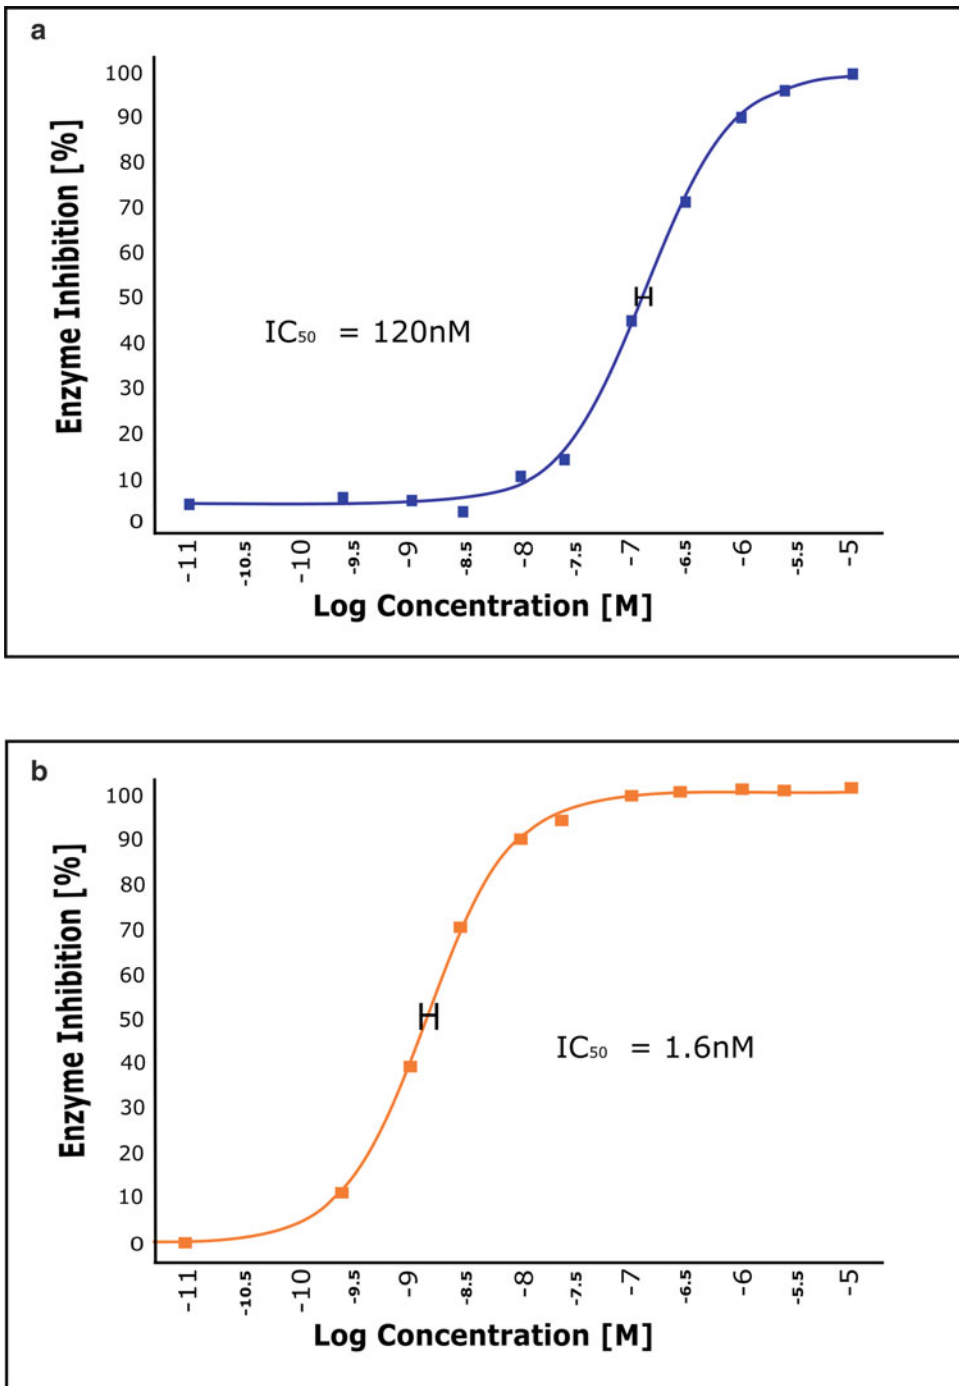 a
Enzyme Inhibition [%]
100
90
80
70
60
50
40
30
20
10
0
IC₅₀ = 120nM
-11 -10.5 -10 -9.5 -9 -8.5 -8 -7.5 -7 -6.5 -6 -5.5 -5
Log Concentration [M]
b
Enzyme Inhibition [%]
100
90
80
70
60
50
40
30
20
10
0
IC₅₀ = 1.6nM
-11 -10.5 -10 -9.5 -9 -8.5 -8 -7.5 -7 -6.5 -6 -5.5 -5
Log Concentration [M]